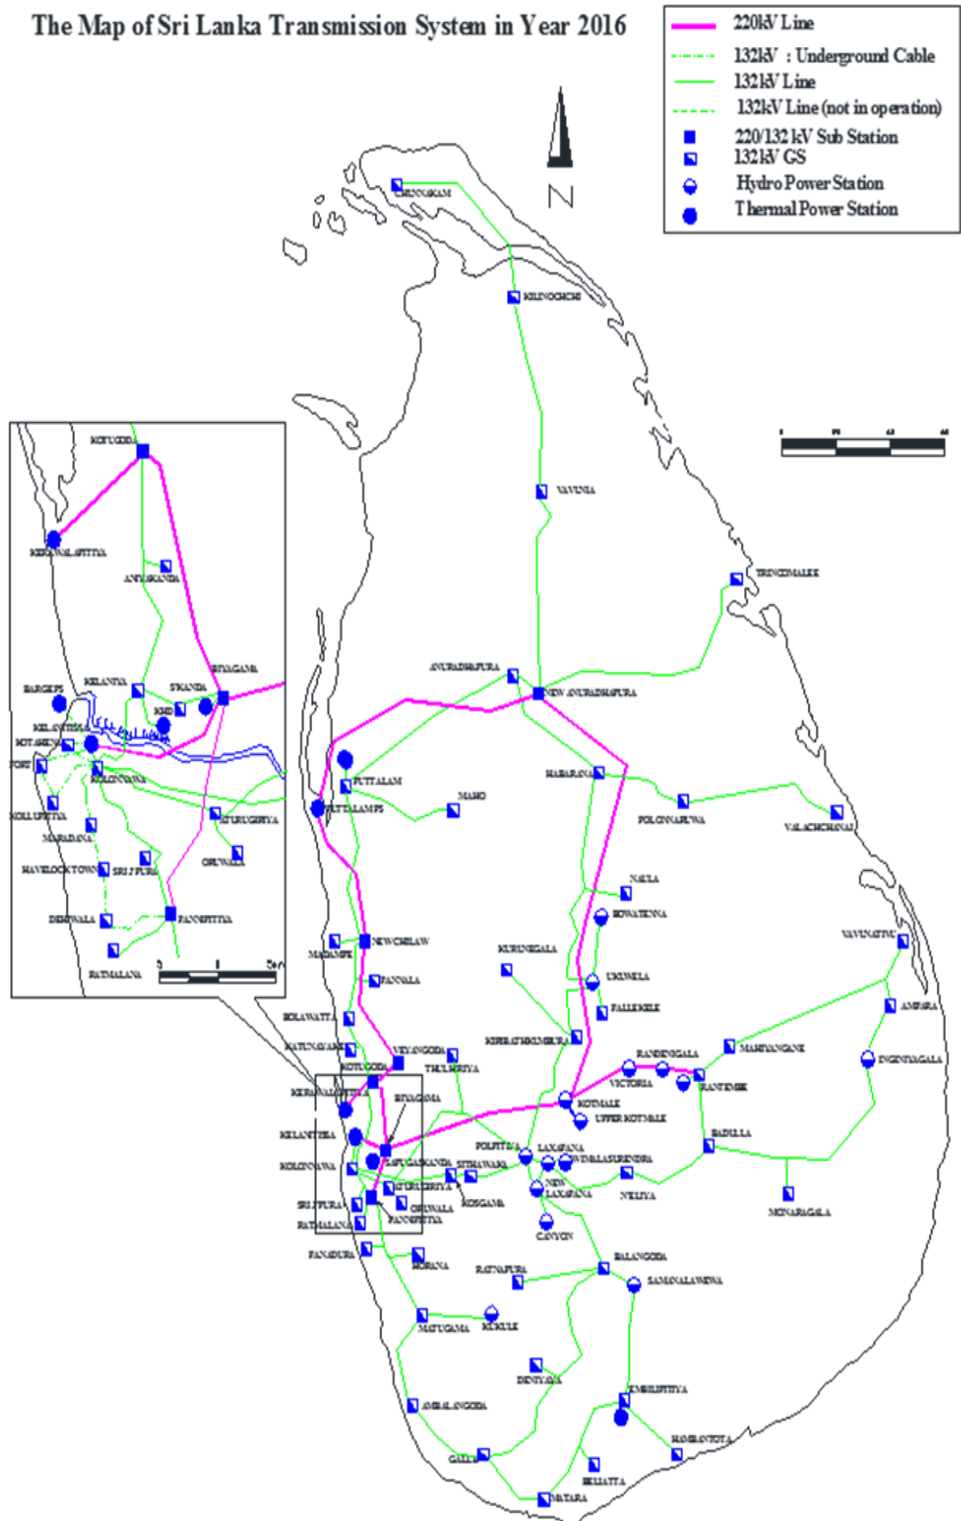 The Map of Sri Lanka Transmission System in Year 2016
220kV Line
132kV : Underground Cable
132kV Line
132kV Line (not in operation)
220/132 kV Sub Station
132kV GS
Hydro Power Station
Thermal Power Station
N
CHUNNAKAM
KILINOCHCHI
VAVUNIA
TRINCOMALEE
ANURADHAPURA
NEW ANURADHAPURA
HABARANA
PUTTALAM
MAHO
PUTTALAM PS
POLONNARUWA
VALACHCHANAI
NAULA
BOWATENNA
KURUNEGALA
MADAMPE
NEWCHILAW
VAVUNATIVU
PANNALA
UKUWELA
PALLEKELE
AMPARA
BOLAWATTA
KIRIBATHKUMBURA
KATUNAYAKE
VEYANGODA
THULHIRIYA
MAHIYANGANE
INGINIYAGALA
KOTUGODA
RANDENIGALA
VICTORIA
RANTEMBE
KERAWALAPITIYA
BIYAGAMA
KOTMALE
UPPER KOTMALE
KELANITISSA
POLPITIYA
LAXAPANA
BADULLA
KOLONNAWA
SAPUGASKANDA
SITHAWAKA
WIMALASURENDRA
N'ELIYA
ATURUGIRIYA
KOSGAMA
NEW
LAXAPANA
MONARAGALA
SRI J'PURA
ORUWALA
PANNIPITIYA
RATMALANA
CANYON
PANADURA
HORANA
RATNAPURA
BALANGODA
SAMANALAWEWA
MATUGAMA
KUKULE
DENIYAYA
EMBILIPITIYA
AMBALANGODA
HAMBANTOTA
GALLE
BELIATTA
MATARA
KOTUGODA
KERAWALAPITIYA
ANIYAKANDA
BIYAGAMA
KELANIYA
S'KANDA
BARGE PS
KHD
KELANITISSA
KOTAHENA
FORT
KOLONNAWA
KOLLUPITIYA
ATURUGIRIYA
MARADANA
ORUWALA
HAVELOCK TOWN
SRI J'PURA
DEHIWALA
PANNIPITIYA
RATMALANA